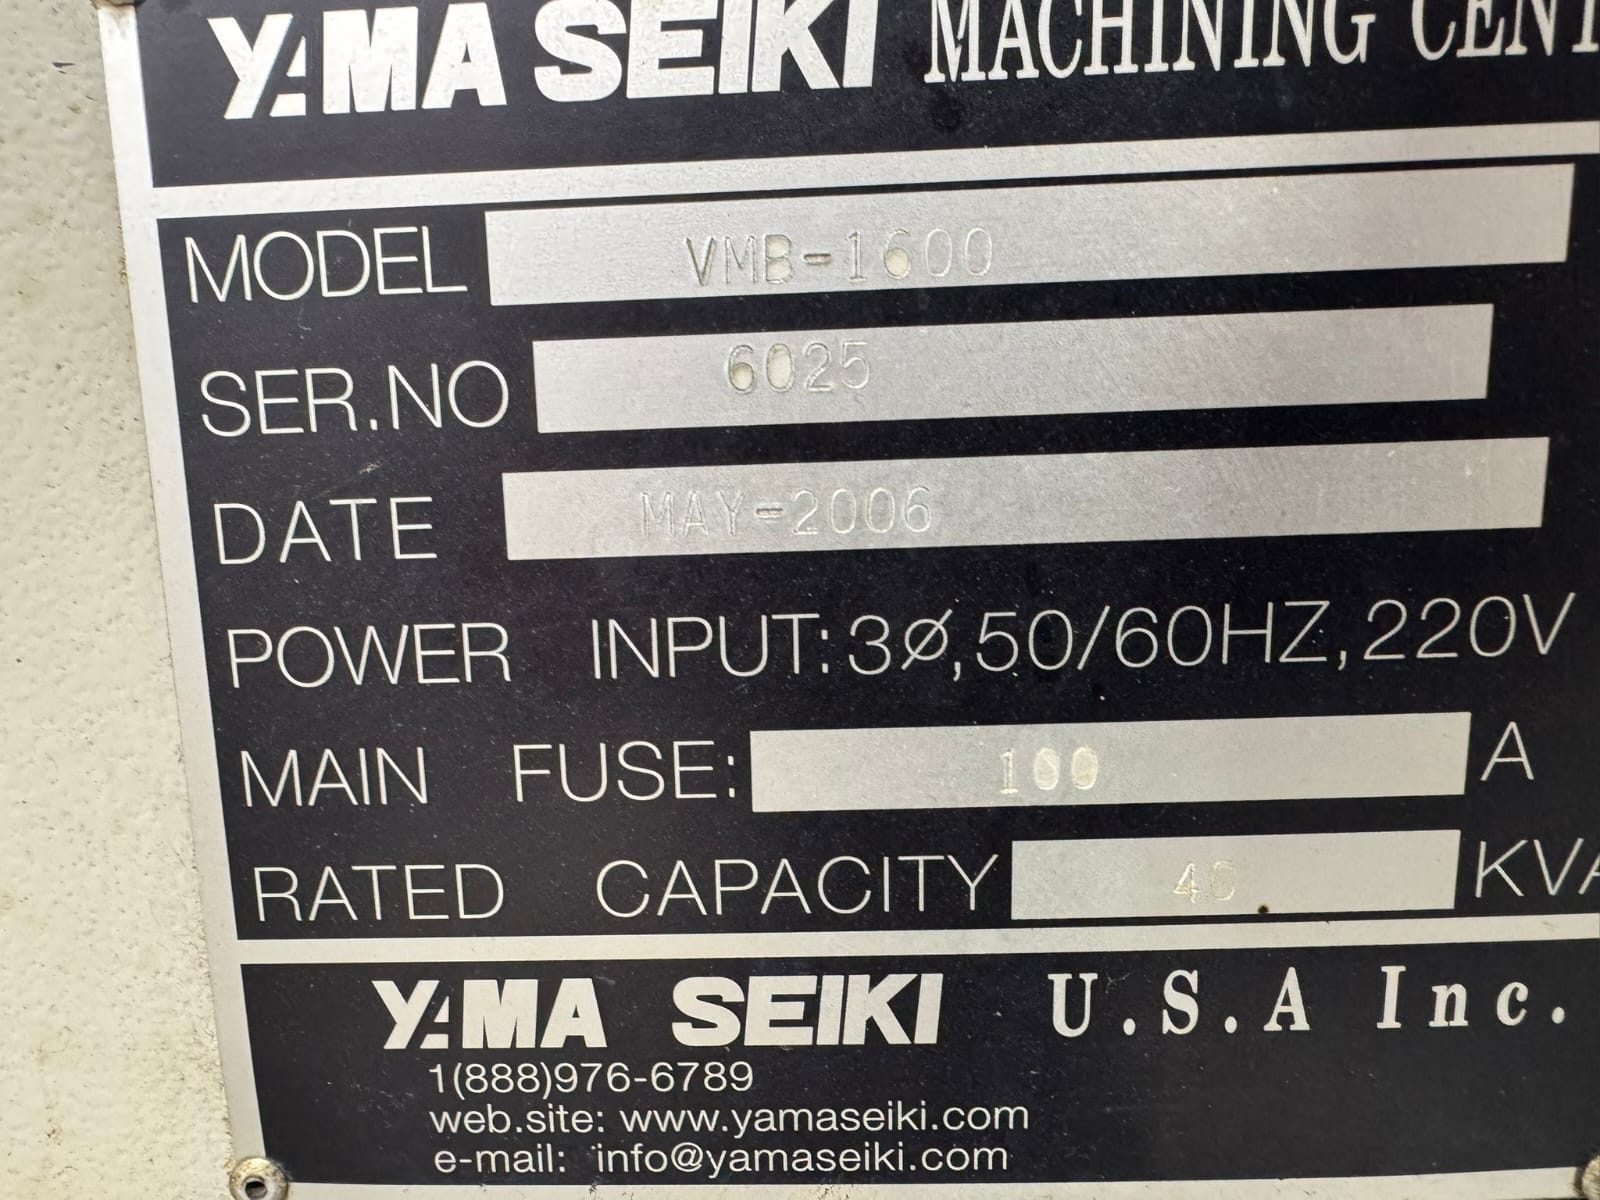 YAMA SEIKI MACHINING CENT
MODEL VMB-1600
SER.NO 6025
DATE MAY-2006
POWER INPUT:3Ø,50/60HZ,220V
MAIN FUSE: 100 A
RATED CAPACITY 40 KVA
YAMA SEIKI U.S.A Inc.
1(888)976-6789
web.site: www.yamaseiki.com
e-mail: info@yamaseiki.com